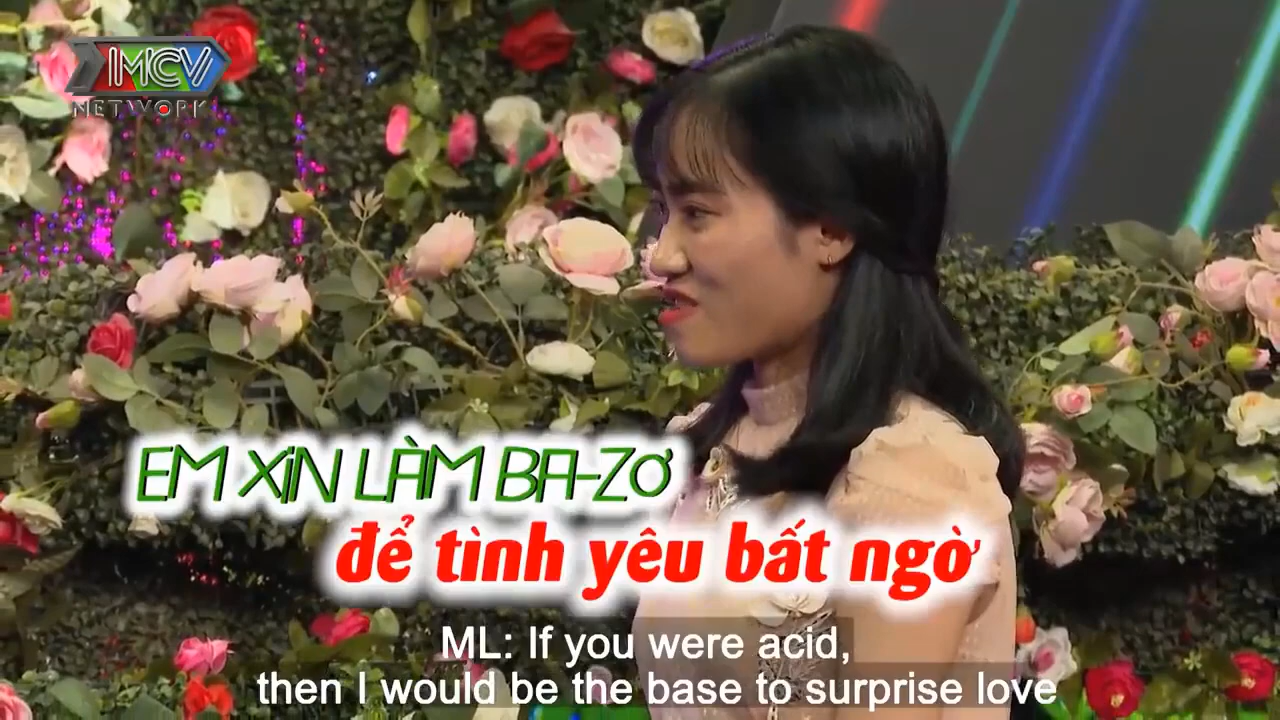 MCV
NETWORK
EM XIN LÀM BA-ZƠ
để tình yêu bất ngờ
ML: If you were acid,
then I would be the base to surprise love